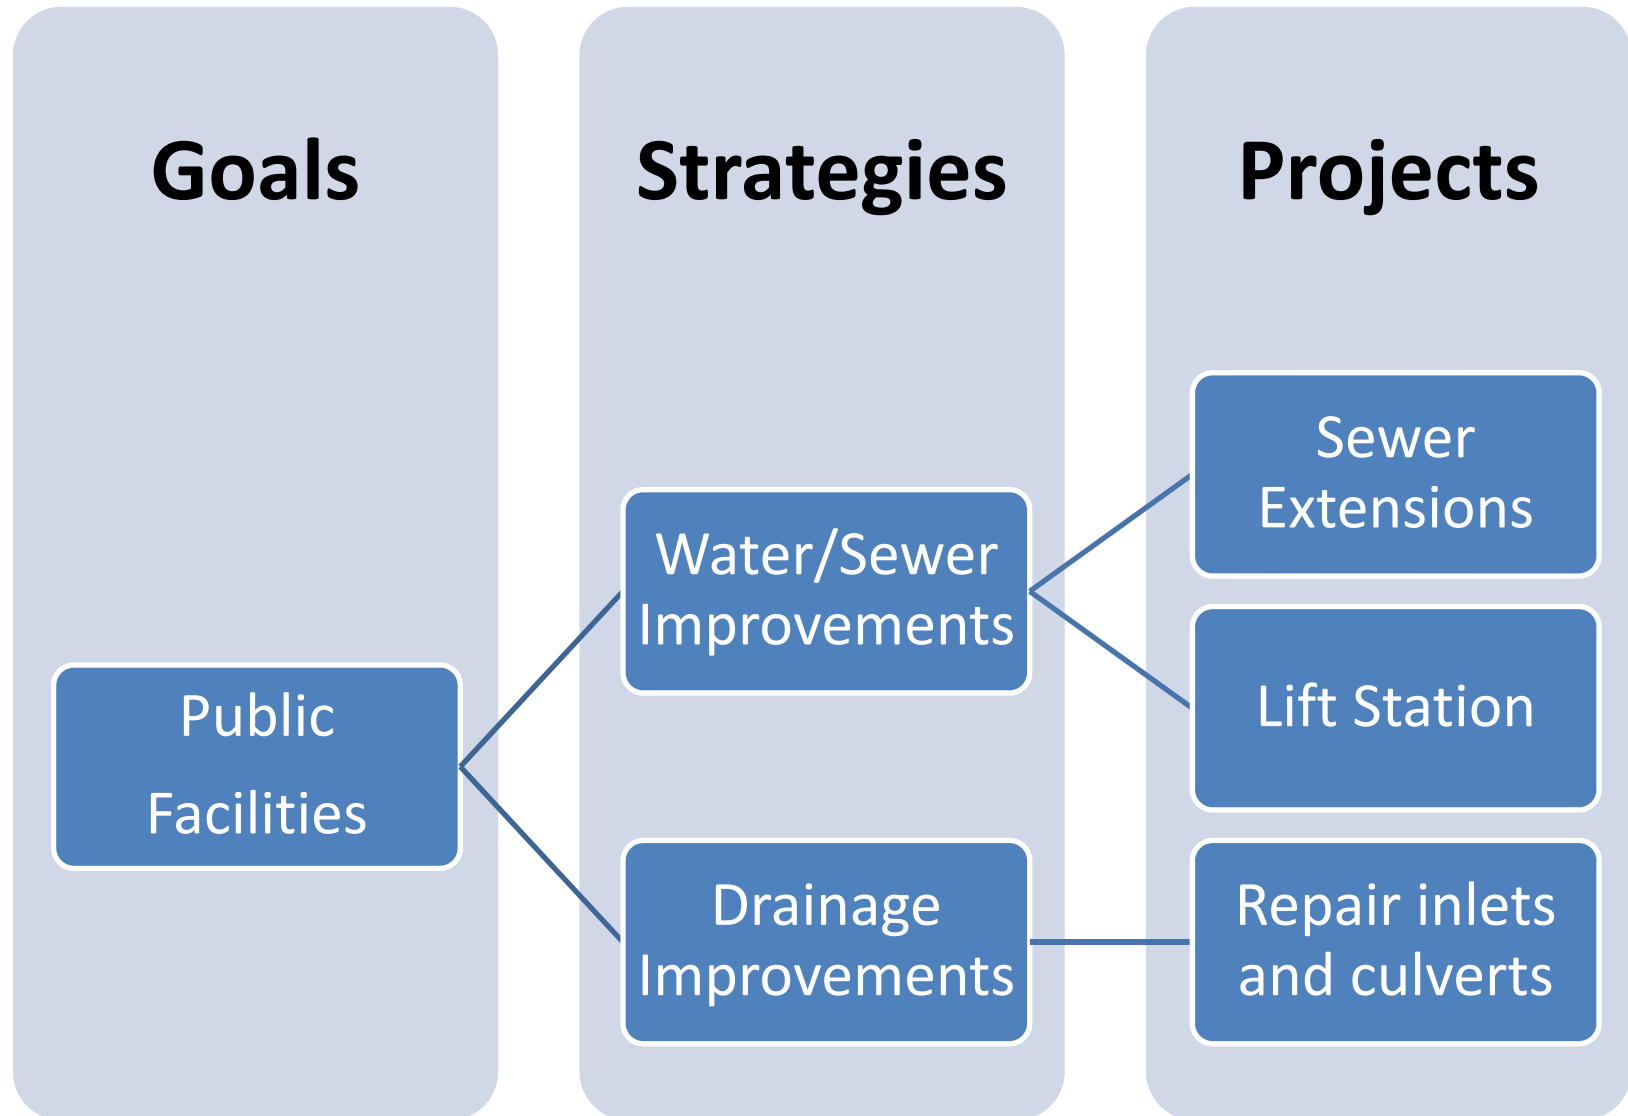 Goals
Strategies
Projects
Public
Facilities
Water/Sewer
Improvements
Drainage
Improvements
Sewer
Extensions
Lift Station
Repair inlets
and culverts